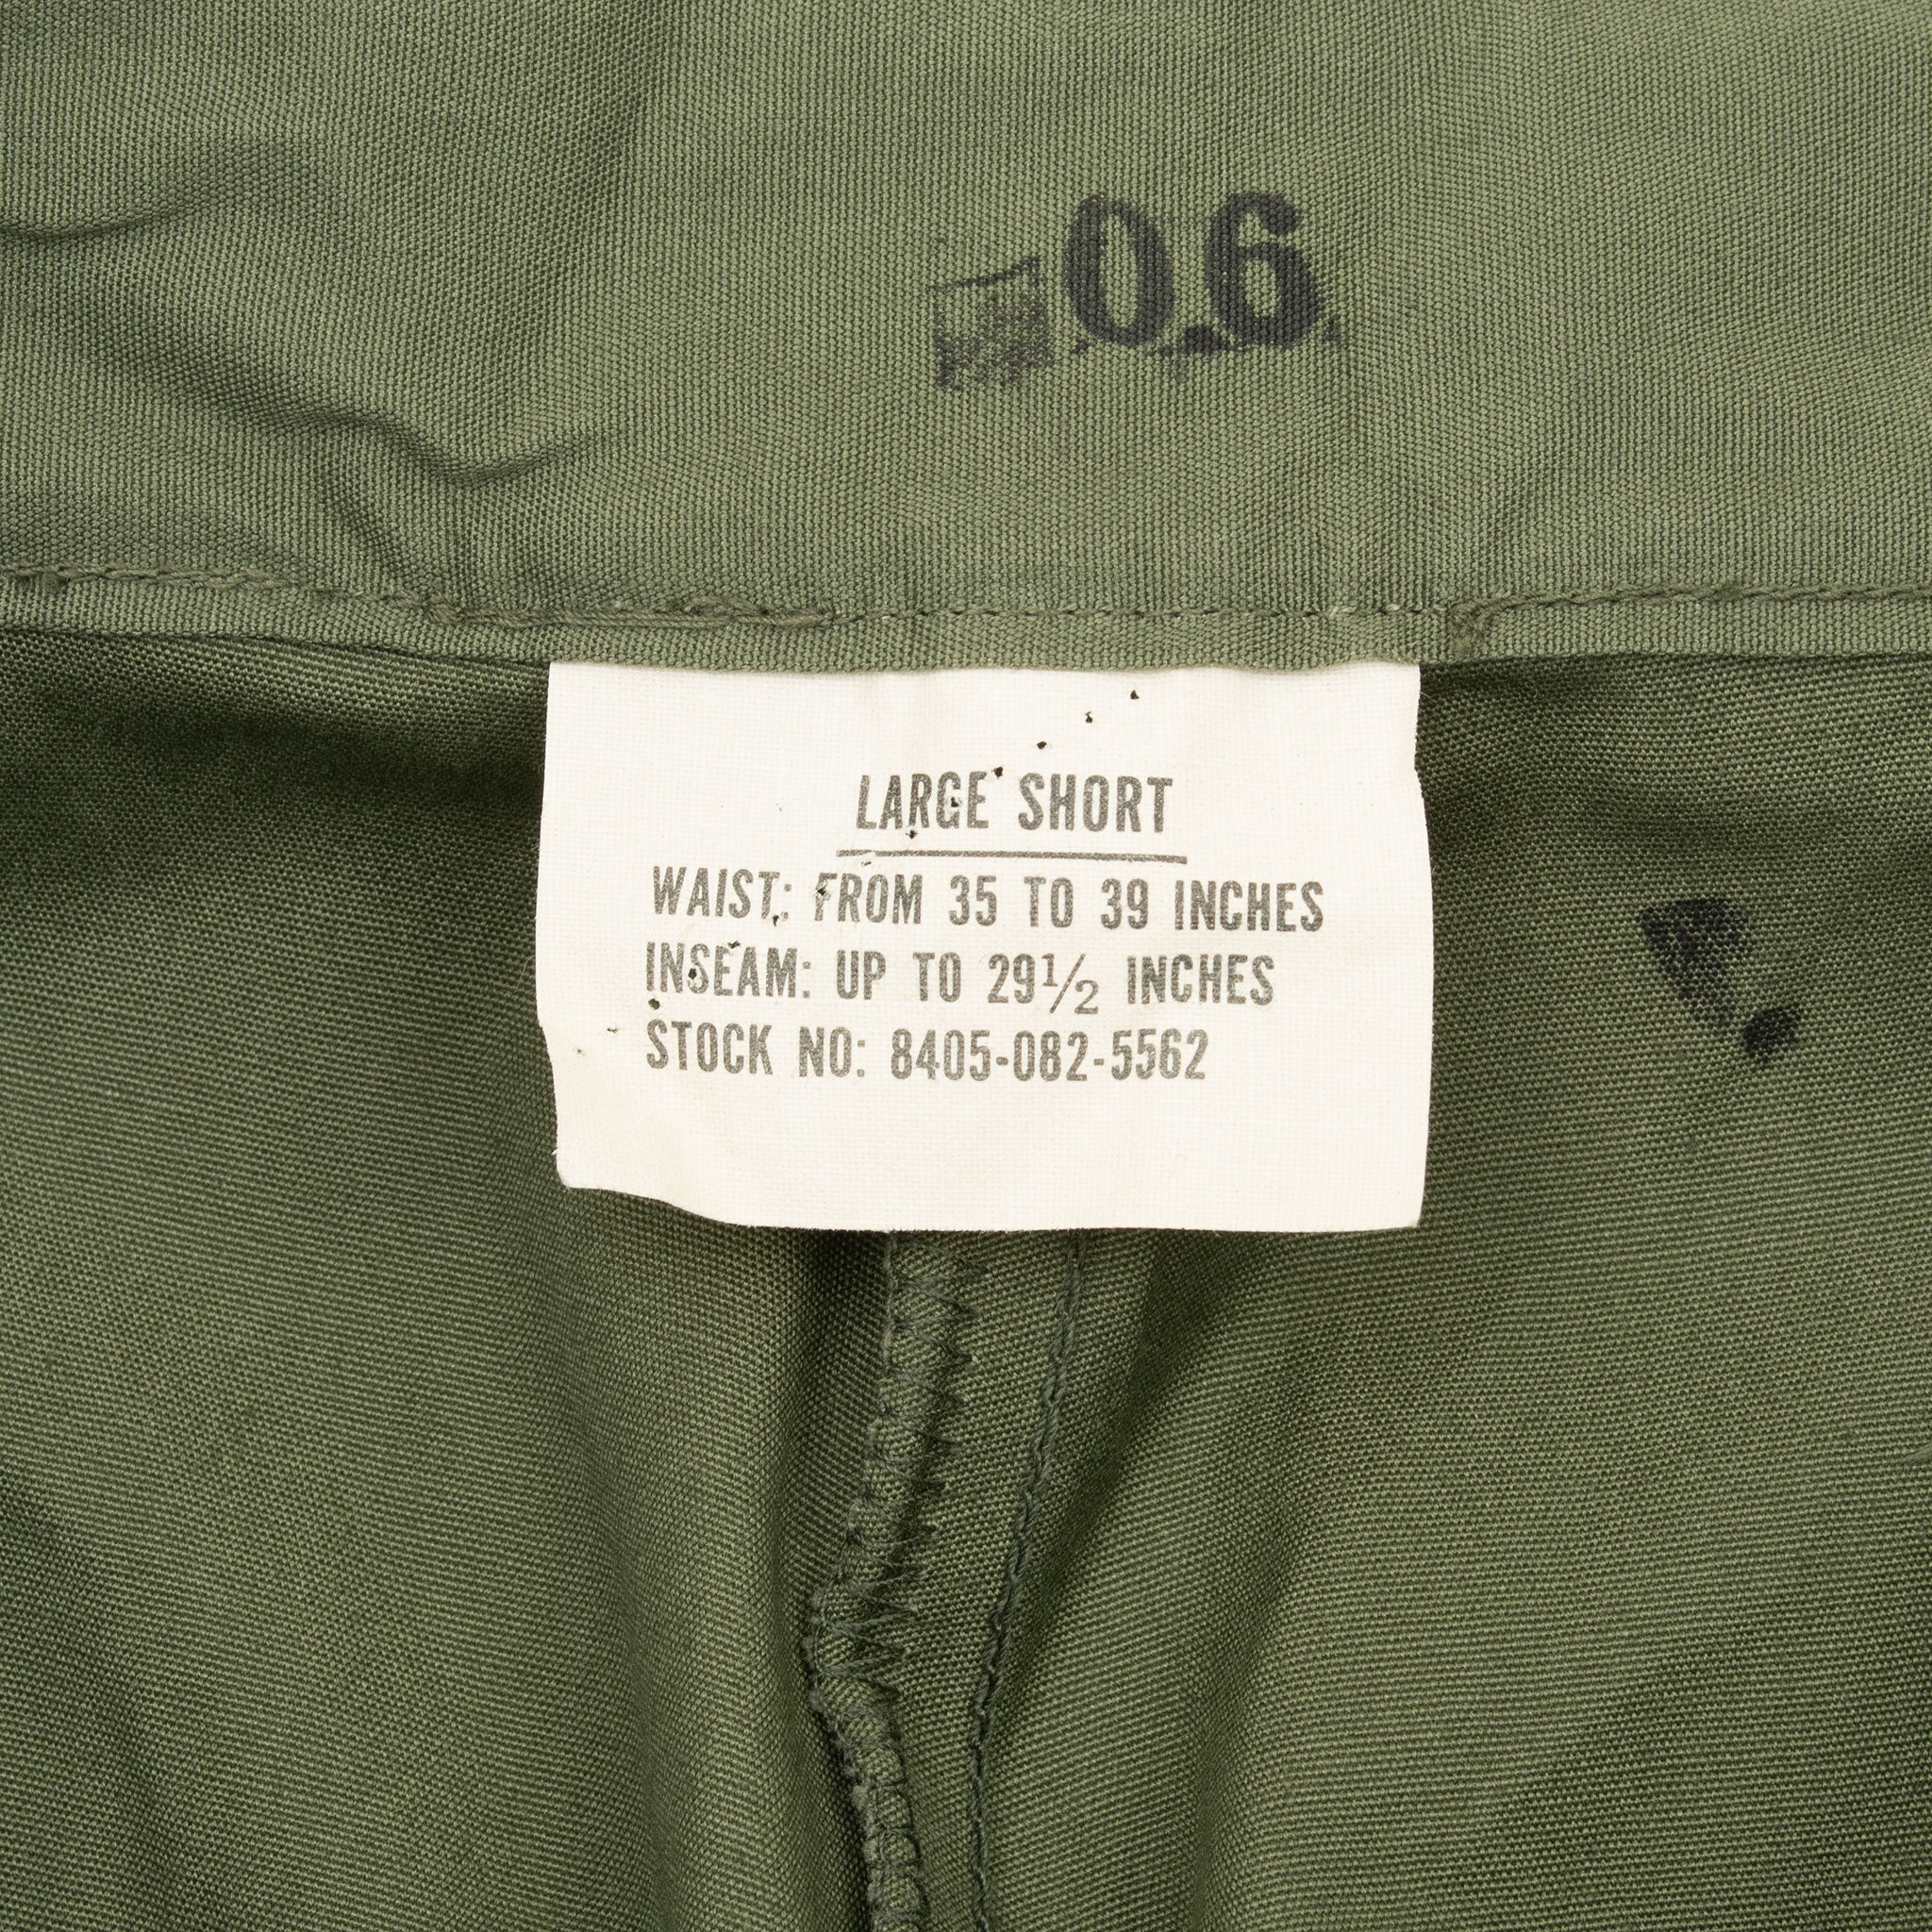 0.6
LARGE SHORT
WAIST: FROM 35 TO 39 INCHES
INSEAM: UP TO 29½ INCHES
STOCK NO: 8405-082-5562